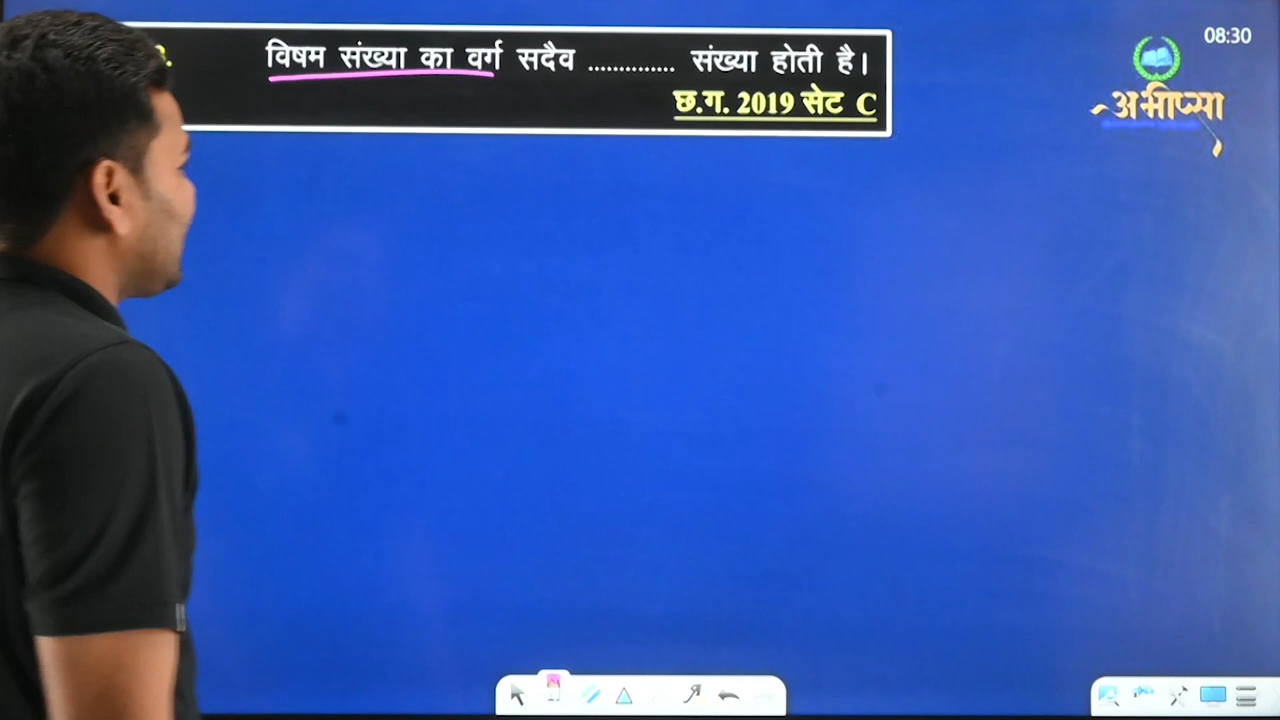 विषम संख्या का वर्ग सदैव .............. संख्या होती है।
छ.ग. 2019 सेट C
08:30
अभीप्सा